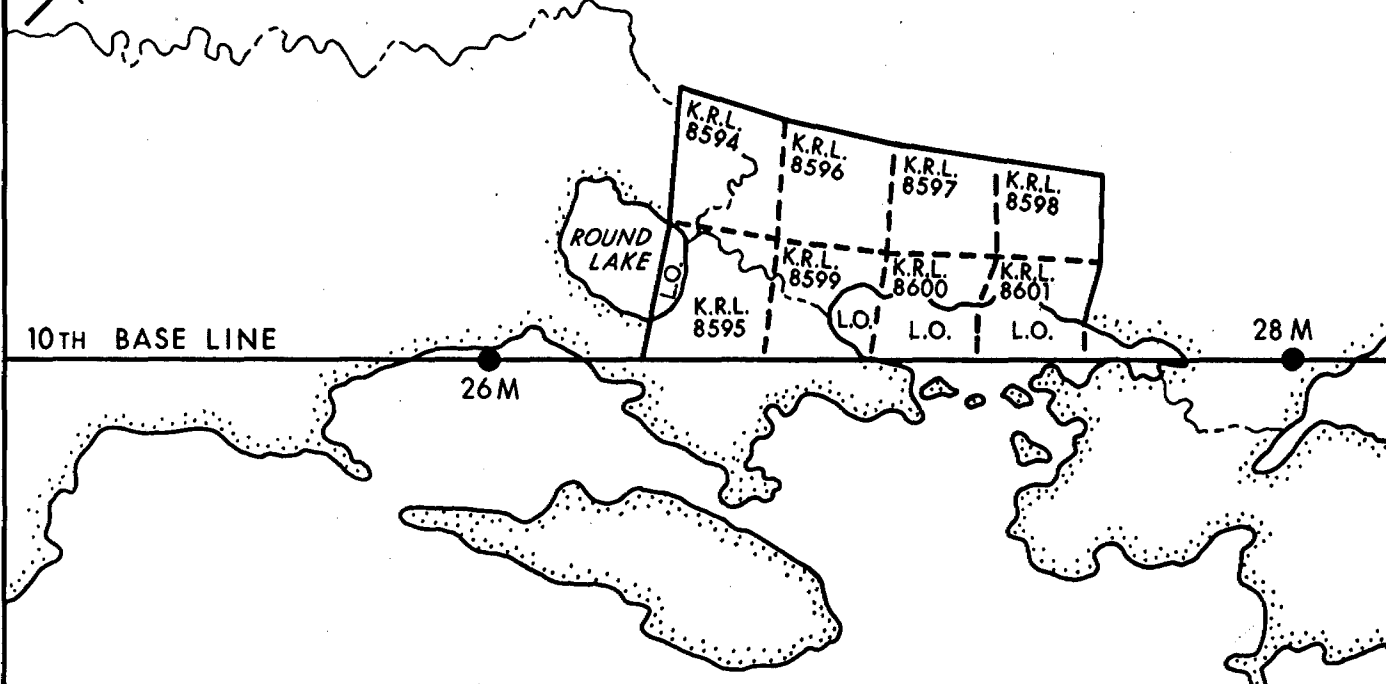 K.R.L.
8594
K.R.L.
8596
K.R.L.
8597
K.R.L.
8598
ROUND
LAKE
L.O.
K.R.L.
8599
K.R.L.
8600
K.R.L.
8601
K.R.L.
8595
L.O.
L.O.
L.O.
10TH BASE LINE
28 M
26 M